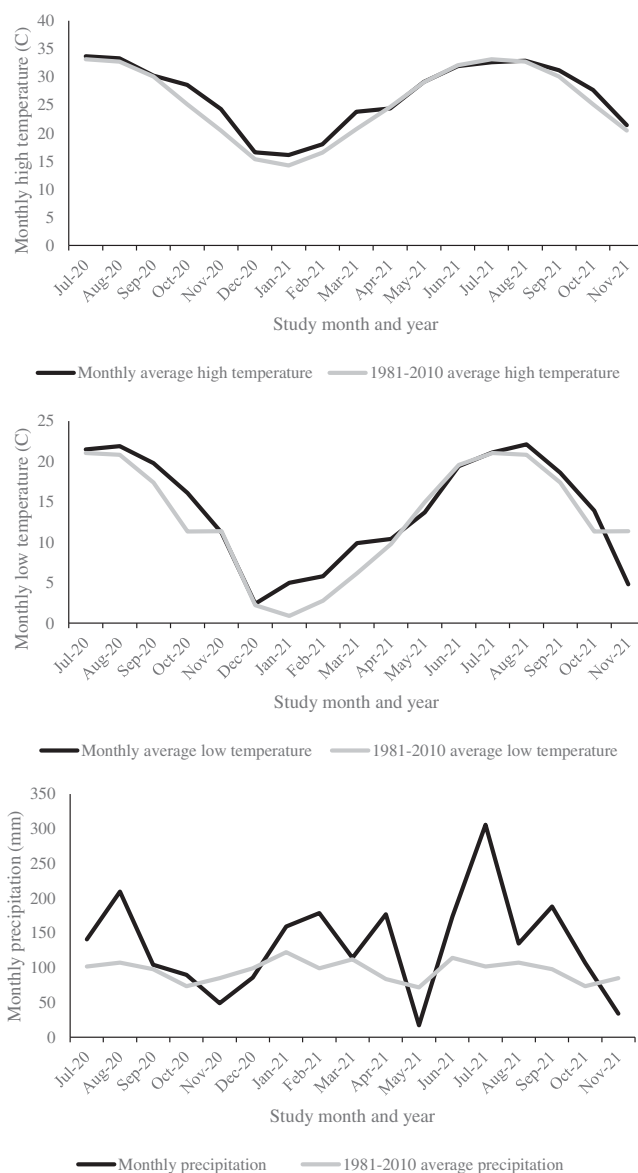 Monthly high temperature (C)
40
35
30
25
20
15
10
5
0
Jul-20 Aug-20 Sep-20 Oct-20 Nov-20 Dec-20 Jan-21 Feb-21 Mar-21 Apr-21 May-21 Jun-21 Jul-21 Aug-21 Sep-21 Oct-21 Nov-21
Study month and year
Monthly average high temperature 1981-2010 average high temperature
Monthly low temperature (C)
25
20
15
10
5
0
Jul-20 Aug-20 Sep-20 Oct-20 Nov-20 Dec-20 Jan-21 Feb-21 Mar-21 Apr-21 May-21 Jun-21 Jul-21 Aug-21 Sep-21 Oct-21 Nov-21
Study month and year
Monthly average low temperature 1981-2010 average low temperature
Monthly precipitation (mm)
350
300
250
200
150
100
50
0
Jul-20 Aug-20 Sep-20 Oct-20 Nov-20 Dec-20 Jan-21 Feb-21 Mar-21 Apr-21 May-21 Jun-21 Jul-21 Aug-21 Sep-21 Oct-21 Nov-21
Study month and year
Monthly precipitation 1981-2010 average precipitation